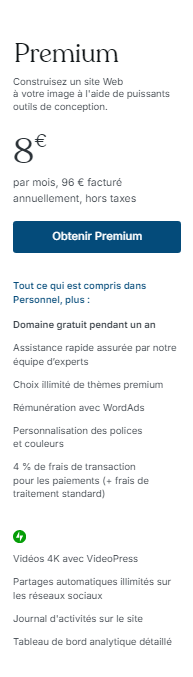 Premium
Construisez un site Web
à votre image à l'aide de puissants
outils de conception.
8€
par mois, 96 € facturé
annuellement, hors taxes
Obtenir Premium
Tout ce qui est compris dans
Personnel, plus :
Domaine gratuit pendant un an
Assistance rapide assurée par notre
équipe d'experts
Choix illimité de thèmes premium
Rémunération avec WordAds
Personnalisation des polices
et couleurs
4 % de frais de transaction
pour les paiements (+ frais de
traitement standard)
Vidéos 4K avec VideoPress
Partages automatiques illimités sur
les réseaux sociaux
Journal d'activités sur le site
Tableau de bord analytique détaillé